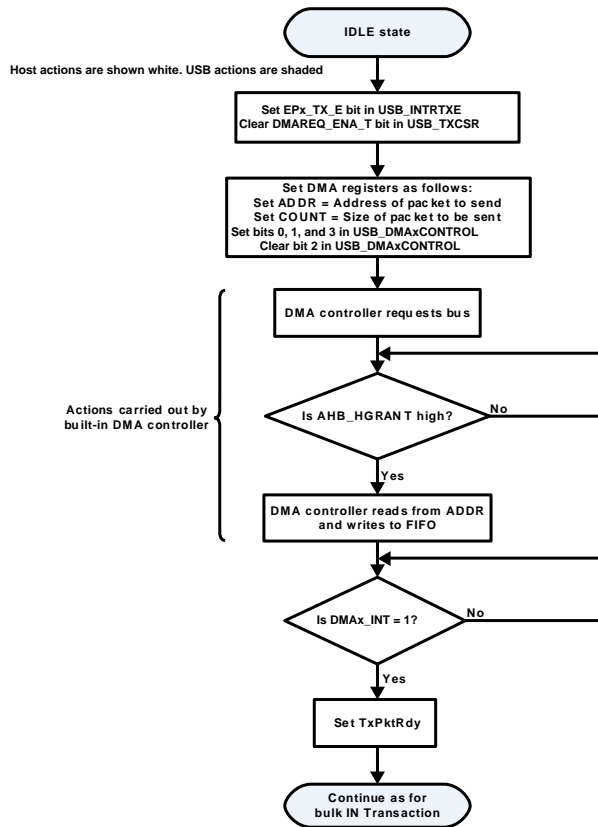 IDLE state
Host actions are shown white. USB actions are shaded
Set EPx_TX_E bit in USB_INTRTXE
Clear DMAREQ_ENA_T bit in USB_TXCSR
Set DMA registers as follows:
Set ADDR = Address of packet to send
Set COUNT = Size of packet to be sent
Set bits 0, 1, and 3 in USB_DMAxCONTROL
Clear bit 2 in USB_DMAxCONTROL
DMA controller requests bus
Is AHB_HGRANT high?
No
Actions carried out by
built-in DMA controller
Yes
DMA controller reads from ADDR
and writes to FIFO
Is DMAx_INT = 1?
No
Yes
Set TxPktRdy
Continue as for
bulk IN Transaction